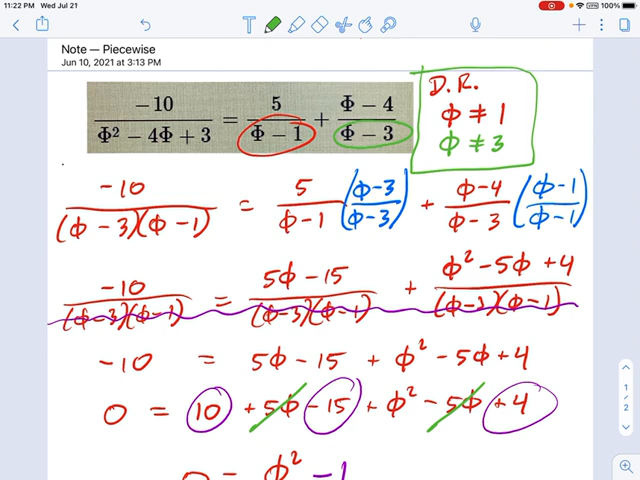 11:22 PM Wed Jul 21
100%
Note — Piecewise
Jun 10, 2021 at 3:13 PM
-10/(Φ² − 4Φ + 3) = 5/(Φ − 1) + (Φ − 4)/(Φ − 3)
D.R.
Φ ≠ 1
Φ ≠ 3
-10/((Φ-3)(Φ-1)) = 5/(Φ-1) ((Φ-3)/(Φ-3)) + (Φ-4)/(Φ-3) ((Φ-1)/(Φ-1))
-10/((Φ-3)(Φ-1)) = (5Φ-15)/((Φ-3)(Φ-1)) + (Φ²-5Φ+4)/((Φ-3)(Φ-1))
-10 = 5Φ-15 + Φ²-5Φ+4
0 = 10 +5Φ -15 + Φ² -5Φ +4
0 = Φ² -1
1/2